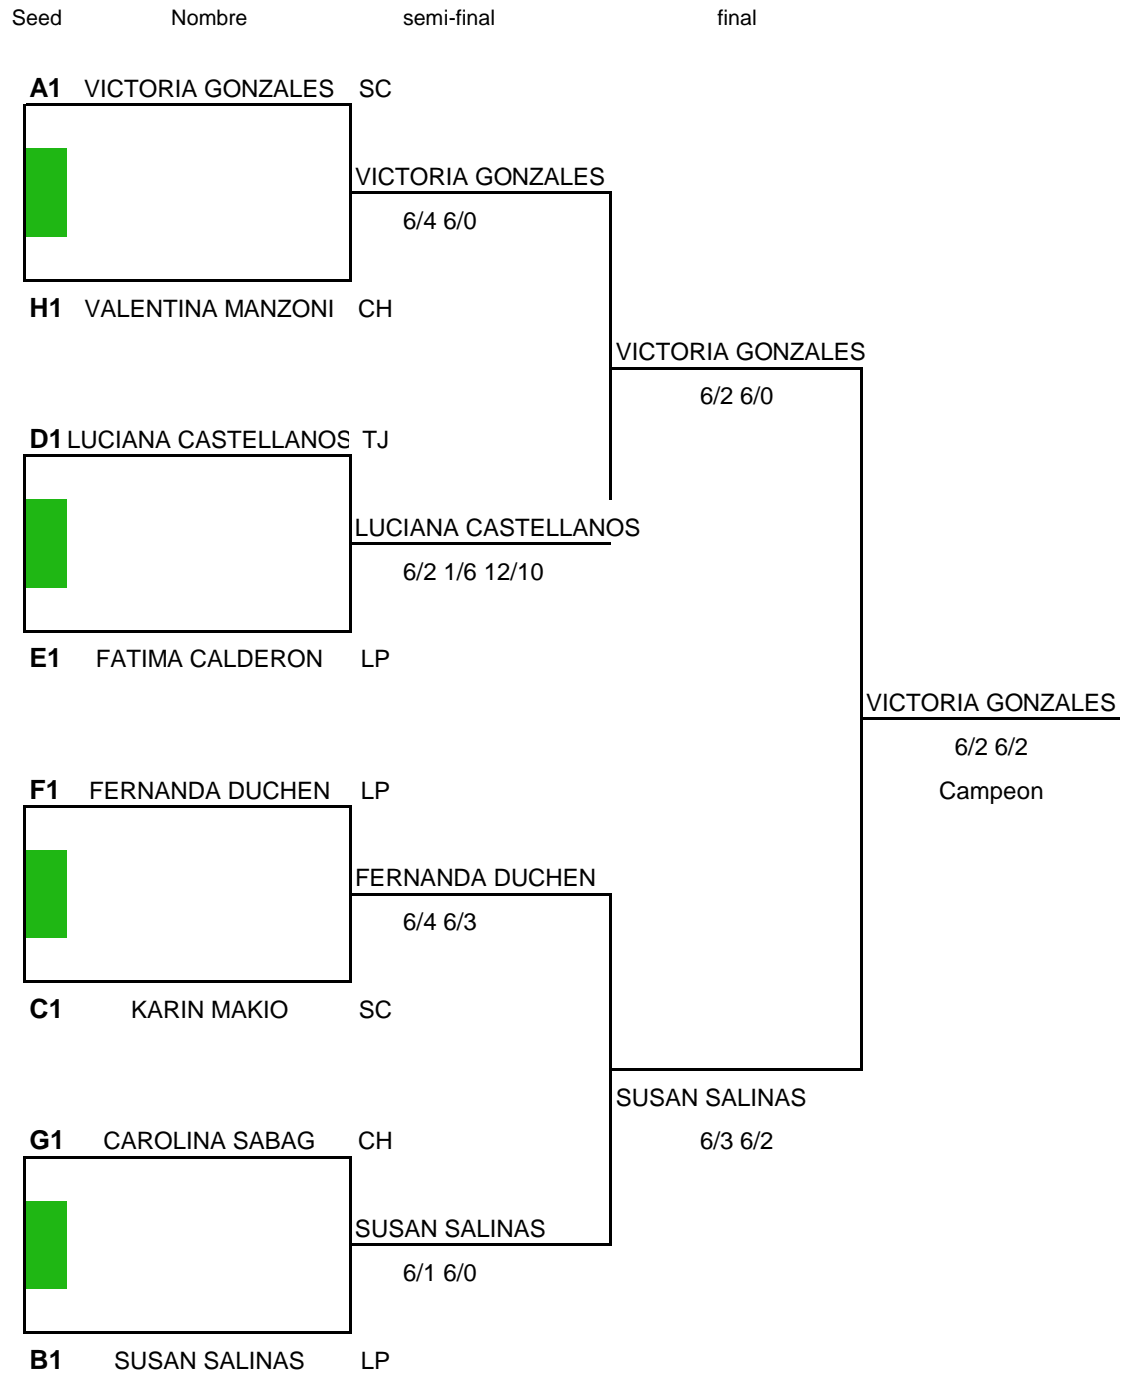 Seed Nombre semi-final final
A1 VICTORIA GONZALES SC
VICTORIA GONZALES
6/4 6/0
H1 VALENTINA MANZONI CH
VICTORIA GONZALES
6/2 6/0
D1 LUCIANA CASTELLANOS TJ
LUCIANA CASTELLANOS
6/2 1/6 12/10
E1 FATIMA CALDERON LP
VICTORIA GONZALES
6/2 6/2
F1 FERNANDA DUCHEN LP Campeon
FERNANDA DUCHEN
6/4 6/3
C1 KARIN MAKIO SC
SUSAN SALINAS
G1 CAROLINA SABAG CH 6/3 6/2
SUSAN SALINAS
6/1 6/0
B1 SUSAN SALINAS LP